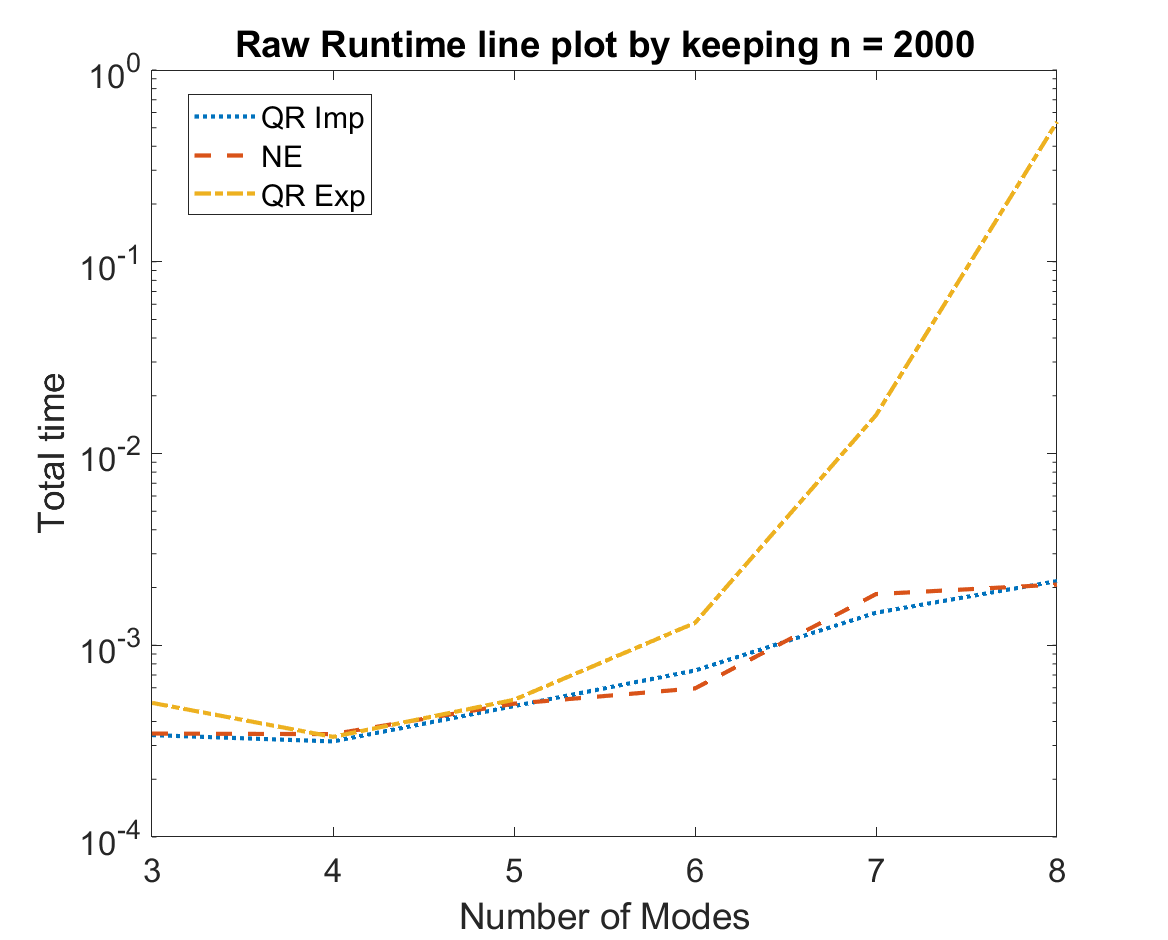 Raw Runtime line plot by keeping n = 2000
10^0
QR Imp
NE
QR Exp
10^-1
10^-2
10^-3
10^-4
Total time
3 4 5 6 7 8
Number of Modes